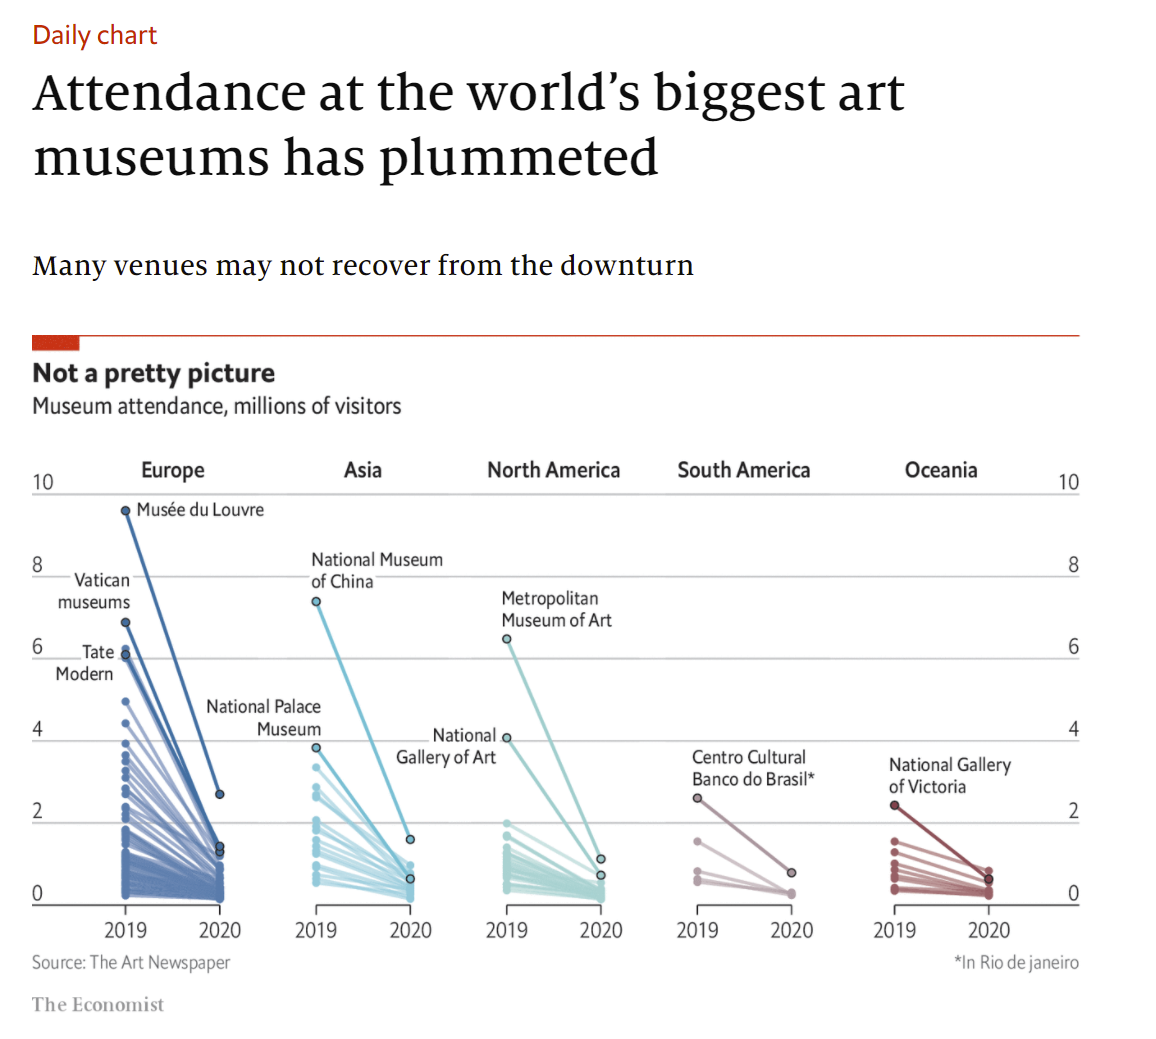 Daily chart
Attendance at the world's biggest art
museums has plummeted
Many venues may not recover from the downturn
Not a pretty picture
Museum attendance, millions of visitors
Europe
Asia
North America
South America
Oceania
10
10
8
8
6
6
4
4
2
2
0
0
Musée du Louvre
Vatican
museums
Tate
Modern
National Museum
of China
National Palace
Museum
Metropolitan
Museum of Art
National
Gallery of Art
Centro Cultural
Banco do Brasil*
National Gallery
of Victoria
2019
2020
2019
2020
2019
2020
2019
2020
2019
2020
Source: The Art Newspaper
*In Rio de janeiro
The Economist